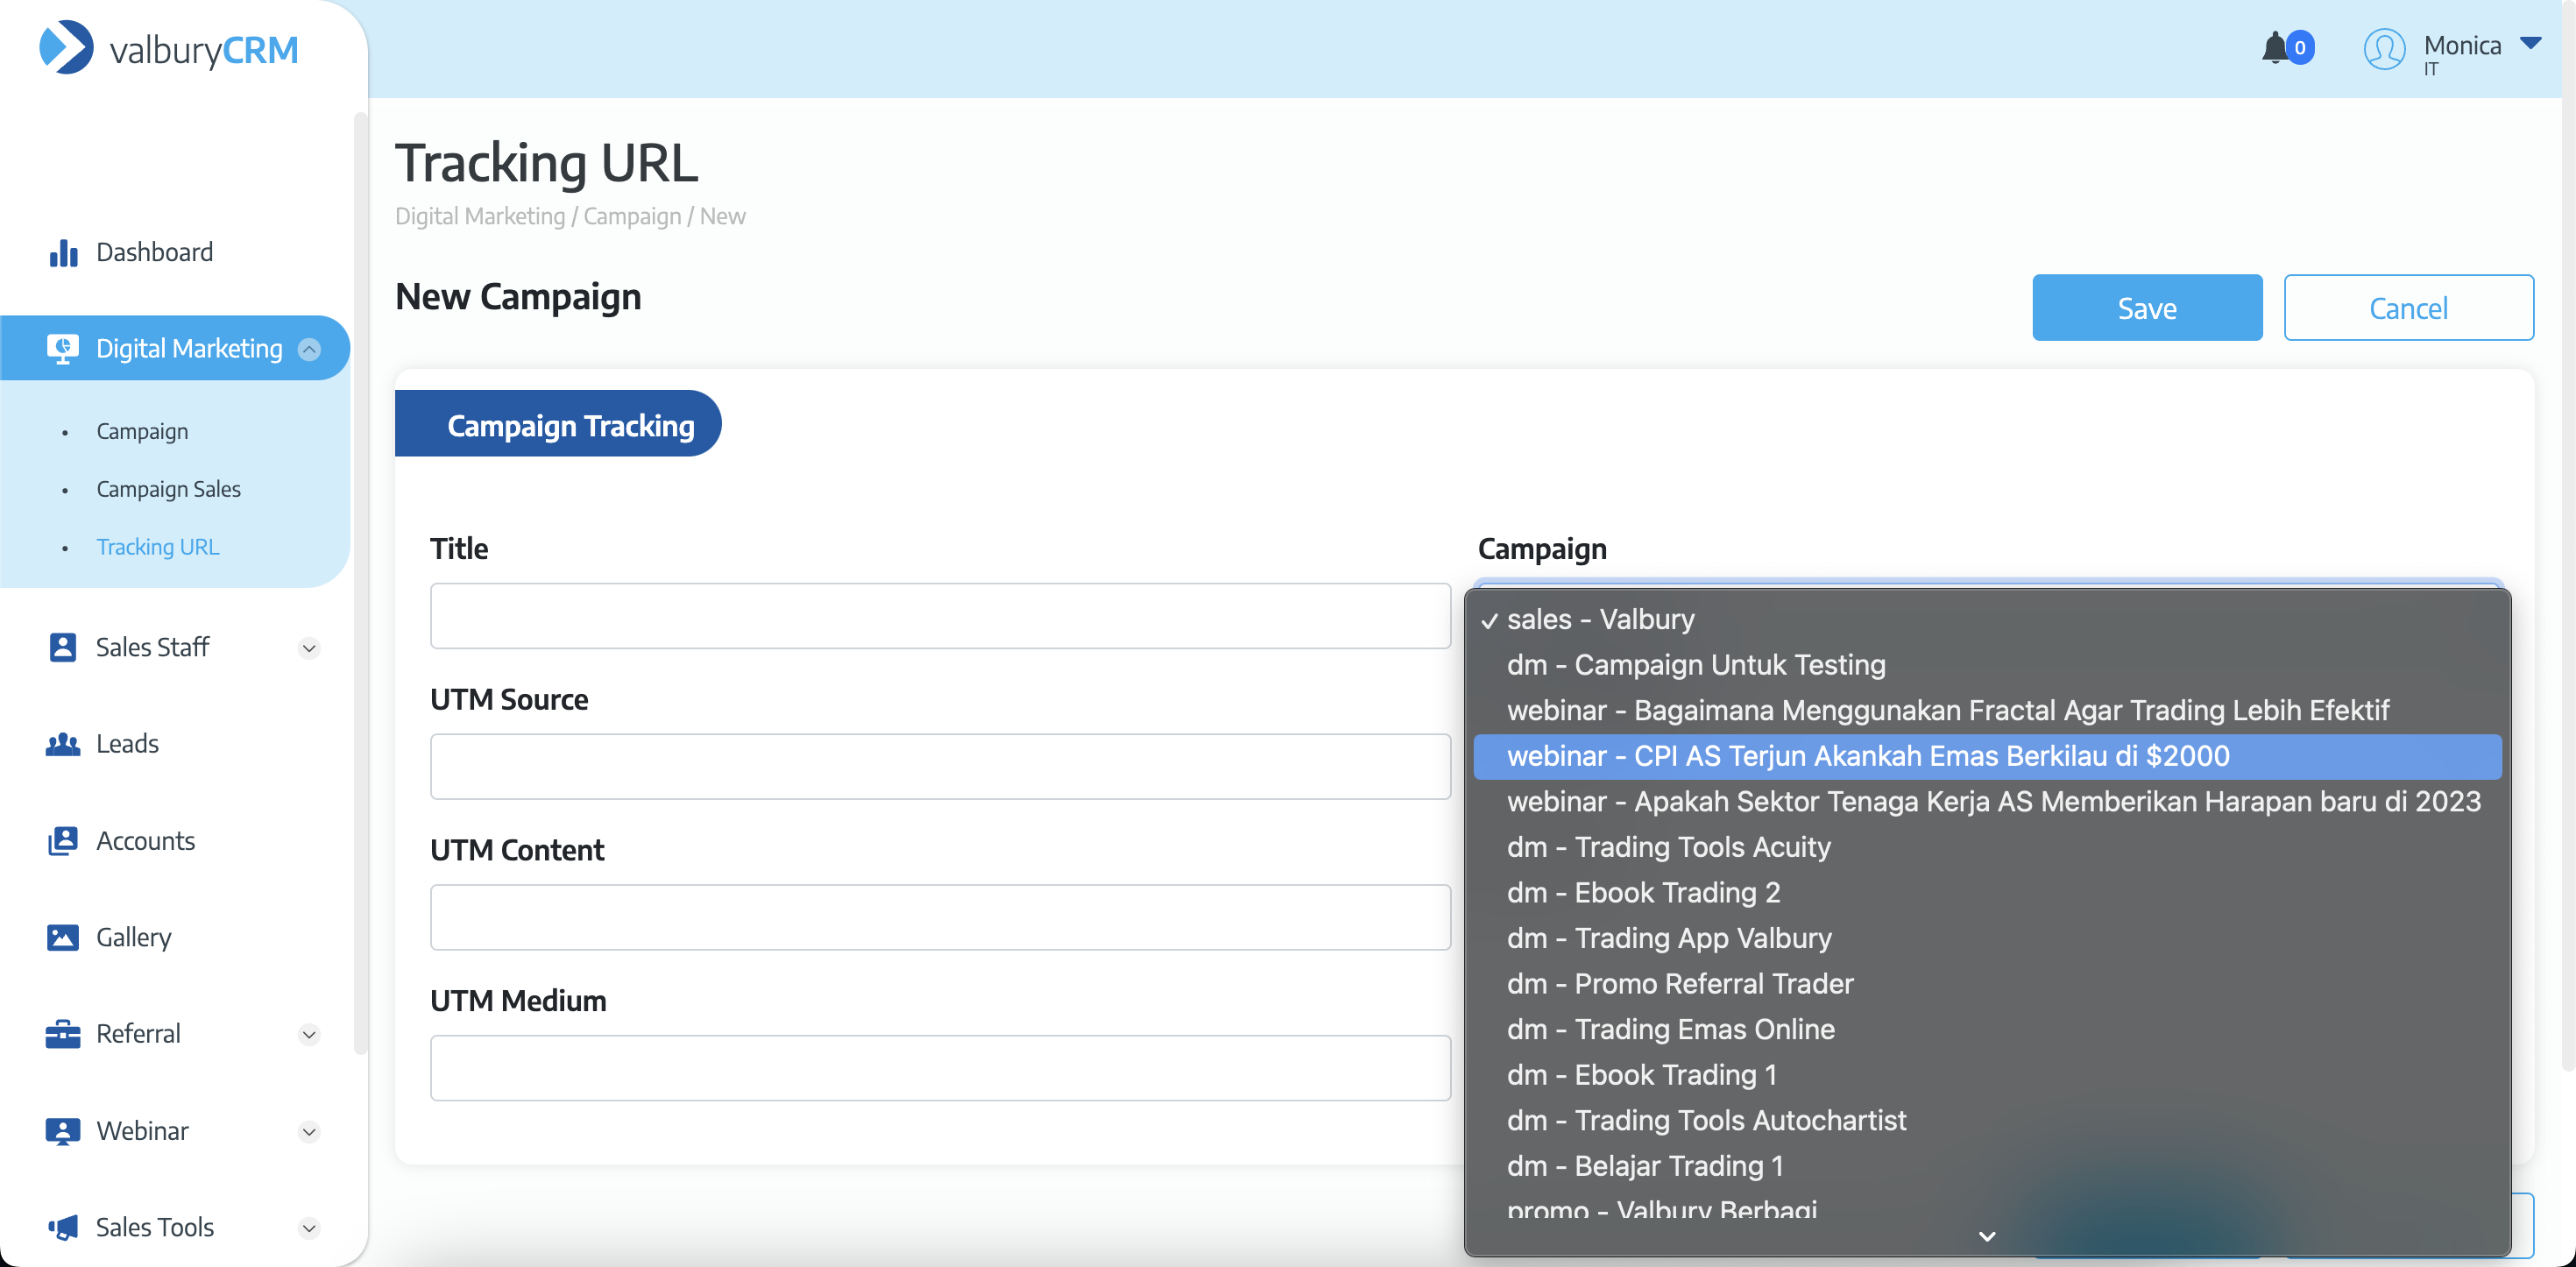 valburyCRM
0
Monica
IT
Dashboard
Digital Marketing
Campaign
Campaign Sales
Tracking URL
Sales Staff
Leads
Accounts
Gallery
Referral
Webinar
Sales Tools
Tracking URL
Digital Marketing / Campaign / New
New Campaign
Save
Cancel
Campaign Tracking
Title
UTM Source
UTM Content
UTM Medium
Campaign
✓ sales - Valbury
dm - Campaign Untuk Testing
webinar - Bagaimana Menggunakan Fractal Agar Trading Lebih Efektif
webinar - CPI AS Terjun Akankah Emas Berkilau di $2000
webinar - Apakah Sektor Tenaga Kerja AS Memberikan Harapan baru di 2023
dm - Trading Tools Acuity
dm - Ebook Trading 2
dm - Trading App Valbury
dm - Promo Referral Trader
dm - Trading Emas Online
dm - Ebook Trading 1
dm - Trading Tools Autochartist
dm - Belajar Trading 1
promo - Valbury Berbagi